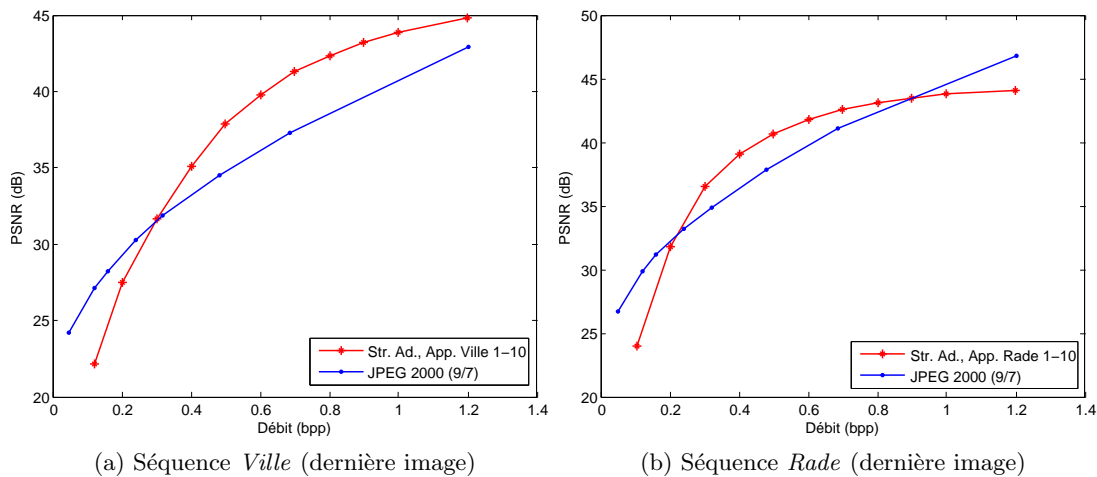 45
40
35
30
25
20
PSNR (dB)
0 0.2 0.4 0.6 0.8 1 1.2 1.4
Débit (bpp)
Str. Ad., App. Ville 1−10
JPEG 2000 (9/7)
(a) Séquence Ville (dernière image)
50
45
40
35
30
25
20
PSNR (dB)
0 0.2 0.4 0.6 0.8 1 1.2 1.4
Débit (bpp)
Str. Ad., App. Rade 1−10
JPEG 2000 (9/7)
(b) Séquence Rade (dernière image)